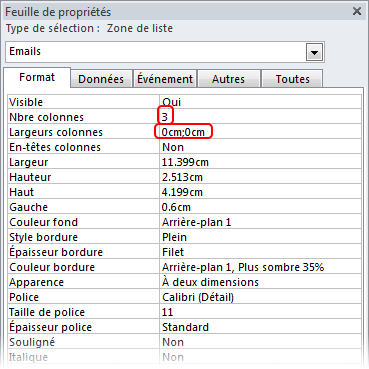 Feuille de propriétés
Type de sélection : Zone de liste
Emails
Format Données Événement Autres Toutes
Visible Oui
Nbre colonnes 3
Largeurs colonnes 0cm;0cm
En-têtes colonnes Non
Largeur 11.399cm
Hauteur 2.513cm
Haut 4.199cm
Gauche 0.6cm
Couleur fond Arrière-plan 1
Style bordure Plein
Épaisseur bordure Filet
Couleur bordure Arrière-plan 1, Plus sombre 35%
Apparence À deux dimensions
Police Calibri (Détail)
Taille de police 11
Épaisseur police Standard
Souligné Non
Italique Non